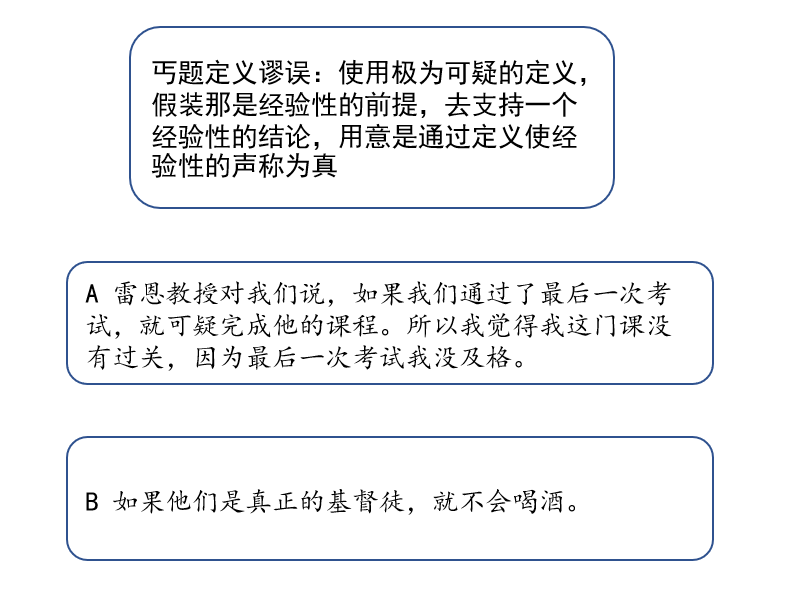 丐题定义谬误：使用极为可疑的定义，
假装那是经验性的前提，去支持一个
经验性的结论，用意是通过定义使经
验性的声称为真
A 雷恩教授对我们说，如果我们通过了最后一次考
试，就可疑完成他的课程。所以我觉得我这门课没
有过关，因为最后一次考试我没及格。
B 如果他们是真正的基督徒，就不会喝酒。